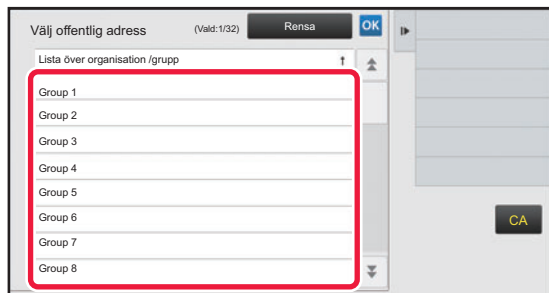 Välj offentlig adress (Vald:1/32) Rensa OK
Lista över organisation /grupp
Group 1
Group 2
Group 3
Group 4
Group 5
Group 6
Group 7
Group 8
CA